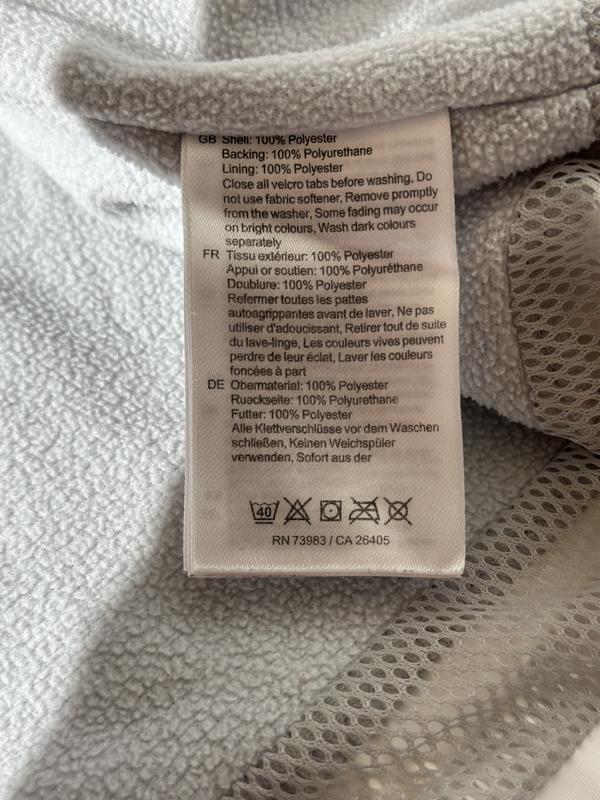 GB Shell: 100% Polyester
Backing: 100% Polyurethane
Lining: 100% Polyester
Close all velcro tabs before washing, Do
not use fabric softener, Remove promptly
from the washer, Some fading may occur
on bright colours, Wash dark colours
separately
FR Tissu extérieur: 100% Polyester
Appui or soutien: 100% Polyuréthane
Doublure: 100% Polyester
Refermer toutes les pattes
autoagrippantes avant de laver, Ne pas
utiliser d'adoucissant, Retirer tout de suite
du lave-linge, Les couleurs vives peuvent
perdre de leur éclat, Laver les couleurs
foncées à part
DE Obermaterial: 100% Polyester
Rueckseite: 100% Polyurethane
Futter: 100% Polyester
Alle Klettverschlüsse vor dem Waschen
schließen, Keinen Weichspüler
verwenden, Sofort aus der
40
RN 73983 / CA 26405